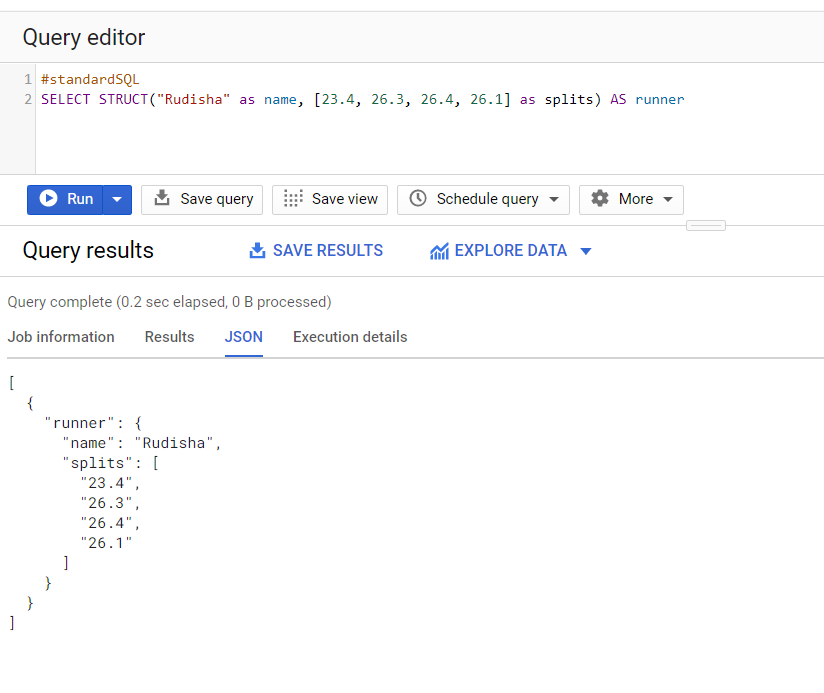 Query editor
1 #standardSQL
2 SELECT STRUCT("Rudisha" as name, [23.4, 26.3, 26.4, 26.1] as splits) AS runner
Run Save query Save view Schedule query More
Query results SAVE RESULTS EXPLORE DATA
Query complete (0.2 sec elapsed, 0 B processed)
Job information Results JSON Execution details
[
{
"runner": {
"name": "Rudisha",
"splits": [
"23.4",
"26.3",
"26.4",
"26.1"
]
}
}
]